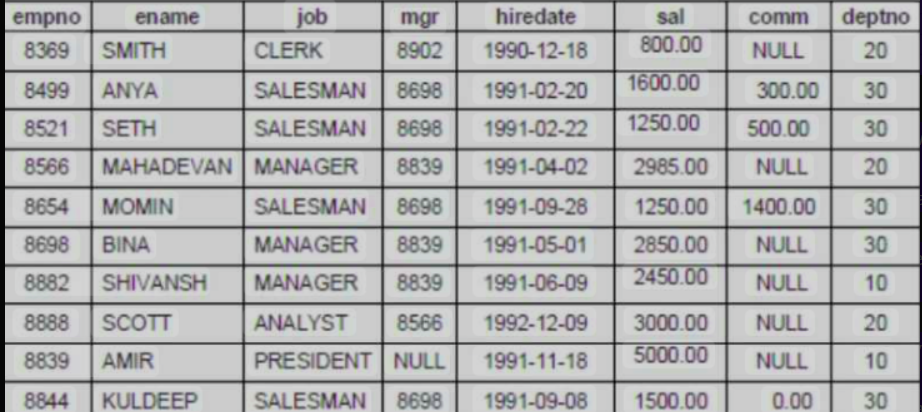 empno ename job mgr hiredate sal comm deptno
8369 SMITH CLERK 8902 1990-12-18 800.00 NULL 20
8499 ANYA SALESMAN 8698 1991-02-20 1600.00 300.00 30
8521 SETH SALESMAN 8698 1991-02-22 1250.00 500.00 30
8566 MAHADEVAN MANAGER 8839 1991-04-02 2985.00 NULL 20
8654 MOMIN SALESMAN 8698 1991-09-28 1250.00 1400.00 30
8698 BINA MANAGER 8839 1991-05-01 2850.00 NULL 30
8882 SHIVANSH MANAGER 8839 1991-06-09 2450.00 NULL 10
8888 SCOTT ANALYST 8566 1992-12-09 3000.00 NULL 20
8839 AMIR PRESIDENT NULL 1991-11-18 5000.00 NULL 10
8844 KULDEEP SALESMAN 8698 1991-09-08 1500.00 0.00 30